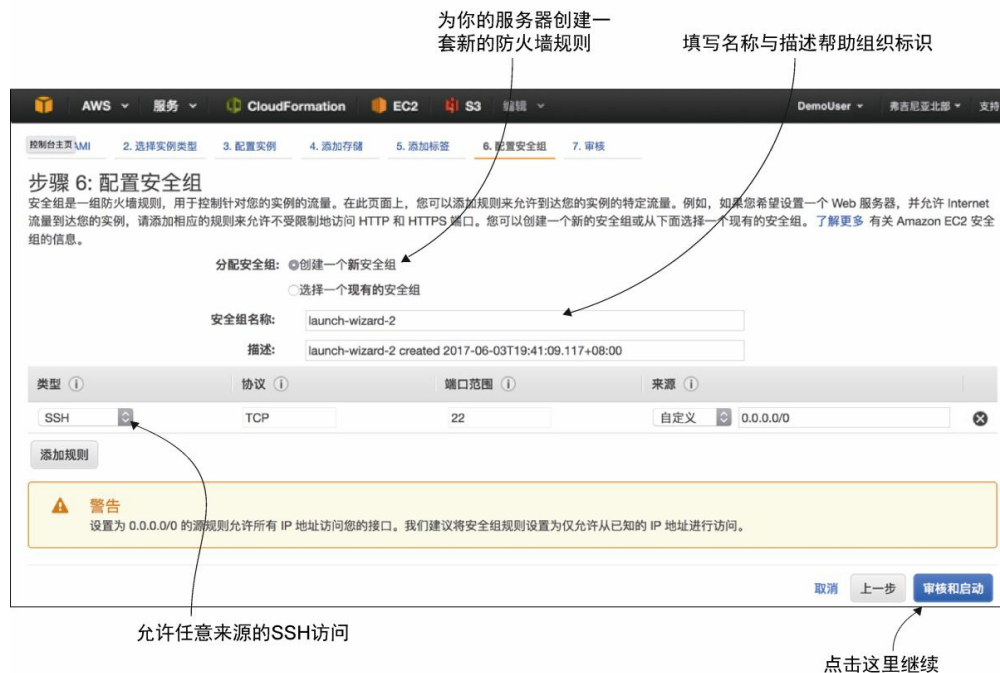 为你的服务器创建一
套新的防火墙规则
填写名称与描述帮助组织标识
AWS 服务 CloudFormation EC2 S3 编辑 DemoUser 弗吉尼亚北部 支持
控制台主页 AMI 2. 选择实例类型 3. 配置实例 4. 添加存储 5. 添加标签 6. 配置安全组 7. 审核
步骤 6: 配置安全组
安全组是一组防火墙规则，用于控制针对您的实例的流量。在此页面上，您可以添加规则来允许到达您的实例的特定流量。例如，如果您希望设置一个 Web 服务器，并允许 Internet
流量到达您的实例，请添加相应的规则来允许不受限制地访问 HTTP 和 HTTPS 端口。您可以创建一个新的安全组或从下面选择一个现有的安全组。 了解更多 有关 Amazon EC2 安全
组的信息。
分配安全组: 创建一个新安全组
选择一个现有的安全组
安全组名称: launch-wizard-2
描述: launch-wizard-2 created 2017-06-03T19:41:09.117+08:00
类型 协议 端口范围 来源
SSH TCP 22 自定义 0.0.0.0/0
添加规则
警告
设置为 0.0.0.0/0 的源规则允许所有 IP 地址访问您的接口。我们建议将安全组规则设置为仅允许从已知的 IP 地址进行访问。
取消 上一步 审核和启动
允许任意来源的SSH访问
点击这里继续